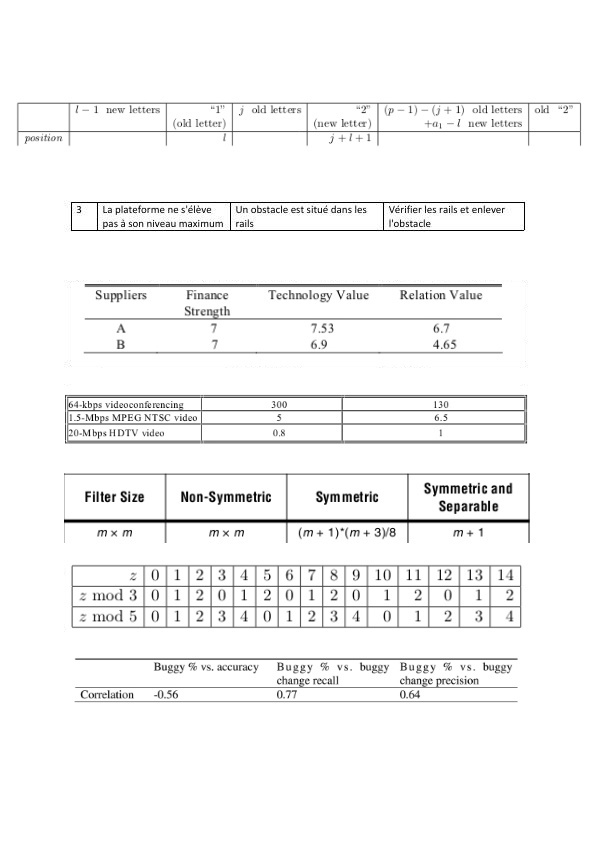 l − 1 new letters “1” j old letters “2” (p − 1) − (j + 1) old letters old “2”
(old letter) (new letter) +a₁ − l new letters
position l j + l + 1
3 La plateforme ne s'élève Un obstacle est situé dans les Vérifier les rails et enlever
pas à son niveau maximum rails l'obstacle
Suppliers Finance Technology Value Relation Value
Strength
A 7 7.53 6.7
B 7 6.9 4.65
64-kbps videoconferencing 300 130
1.5-Mbps MPEG NTSC video 5 6.5
20-Mbps HDTV video 0.8 1
Filter Size Non-Symmetric Symmetric Symmetric and
Separable
m × m m × m (m + 1)*(m + 3)/8 m + 1
z 0 1 2 3 4 5 6 7 8 9 10 11 12 13 14
z mod 3 0 1 2 0 1 2 0 1 2 0 1 2 0 1 2
z mod 5 0 1 2 3 4 0 1 2 3 4 0 1 2 3 4
Buggy % vs. accuracy Buggy % vs. buggy Buggy % vs. buggy
change recall change precision
Correlation -0.56 0.77 0.64